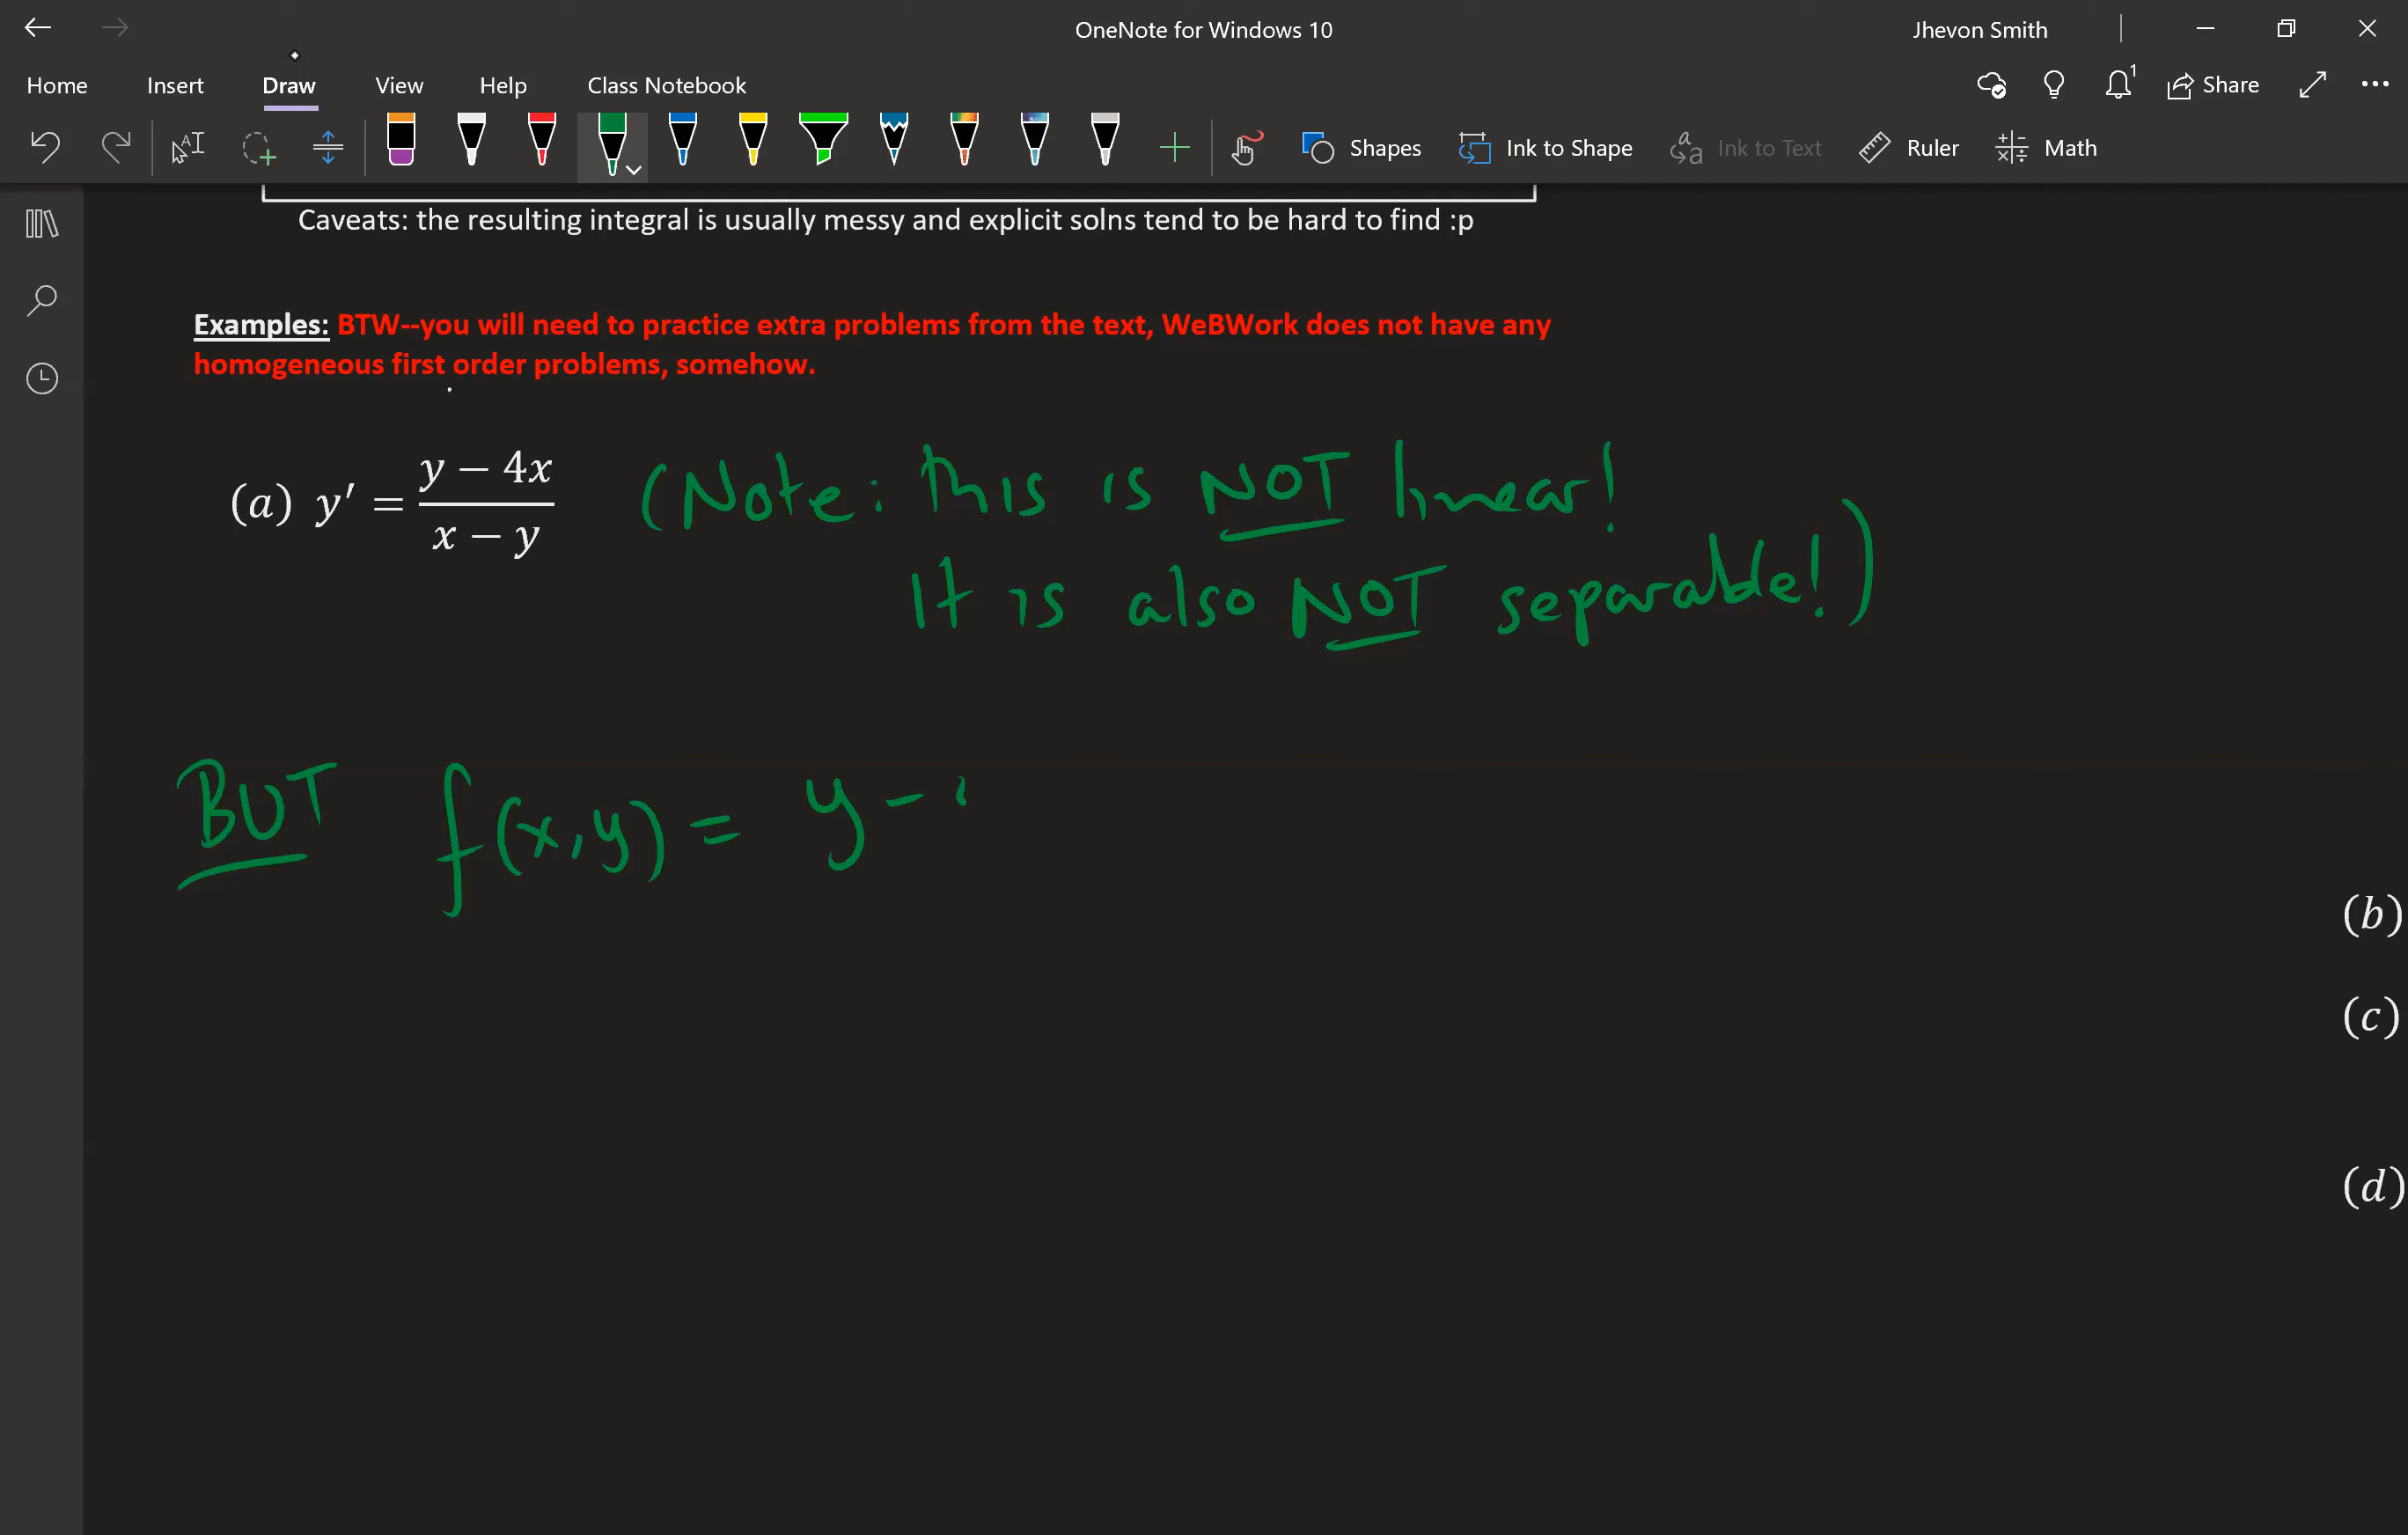 OneNote for Windows 10
Jhevon Smith
Home Insert Draw View Help Class Notebook
1
Share
Shapes Ink to Shape Ink to Text Ruler Math
Caveats: the resulting integral is usually messy and explicit solns tend to be hard to find :p
Examples: BTW--you will need to practice extra problems from the text, WeBWork does not have any
homogeneous first order problems, somehow.
(a) y' = (y − 4x)/(x − y)
(Note: this is NOT linear!
It is also NOT separable!)
BUT f(x,y) = y -
(b)
(c)
(d)